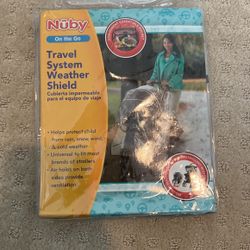 Nûby
On the Go
Travel
System
Weather
Shield
Cubierta impermeable
para el equipo de viaje
• Helps protect child
from rain, snow, wind,
& cold weather
• Universal to fit most
brands of strollers
• Air holes on both
sides provide
ventilation